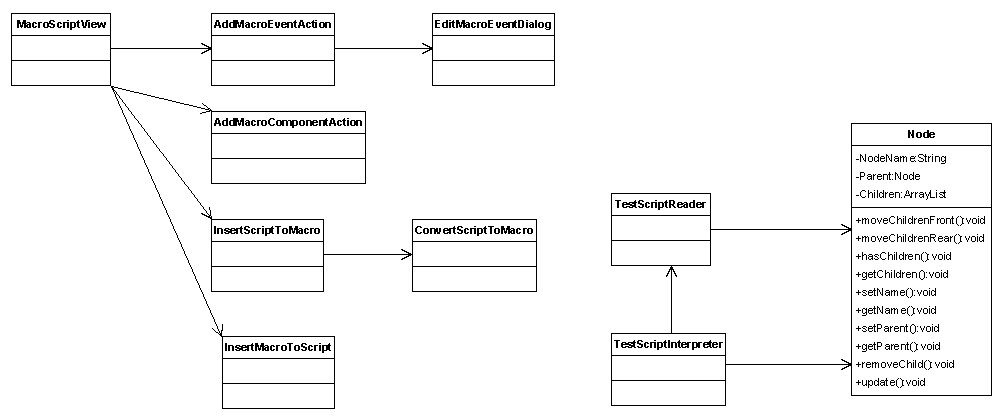 MacroScriptView
AddMacroEventAction
EditMacroEventDialog
AddMacroComponentAction
InsertScriptToMacro
ConvertScriptToMacro
InsertMacroToScript
TestScriptReader
TestScriptInterpreter
Node
-NodeName:String
-Parent:Node
-Children:ArrayList
+moveChildrenFront():void
+moveChildrenRear():void
+hasChildren():void
+getChildren():void
+setName():void
+getName():void
+setParent():void
+getParent():void
+removeChild():void
+update():void